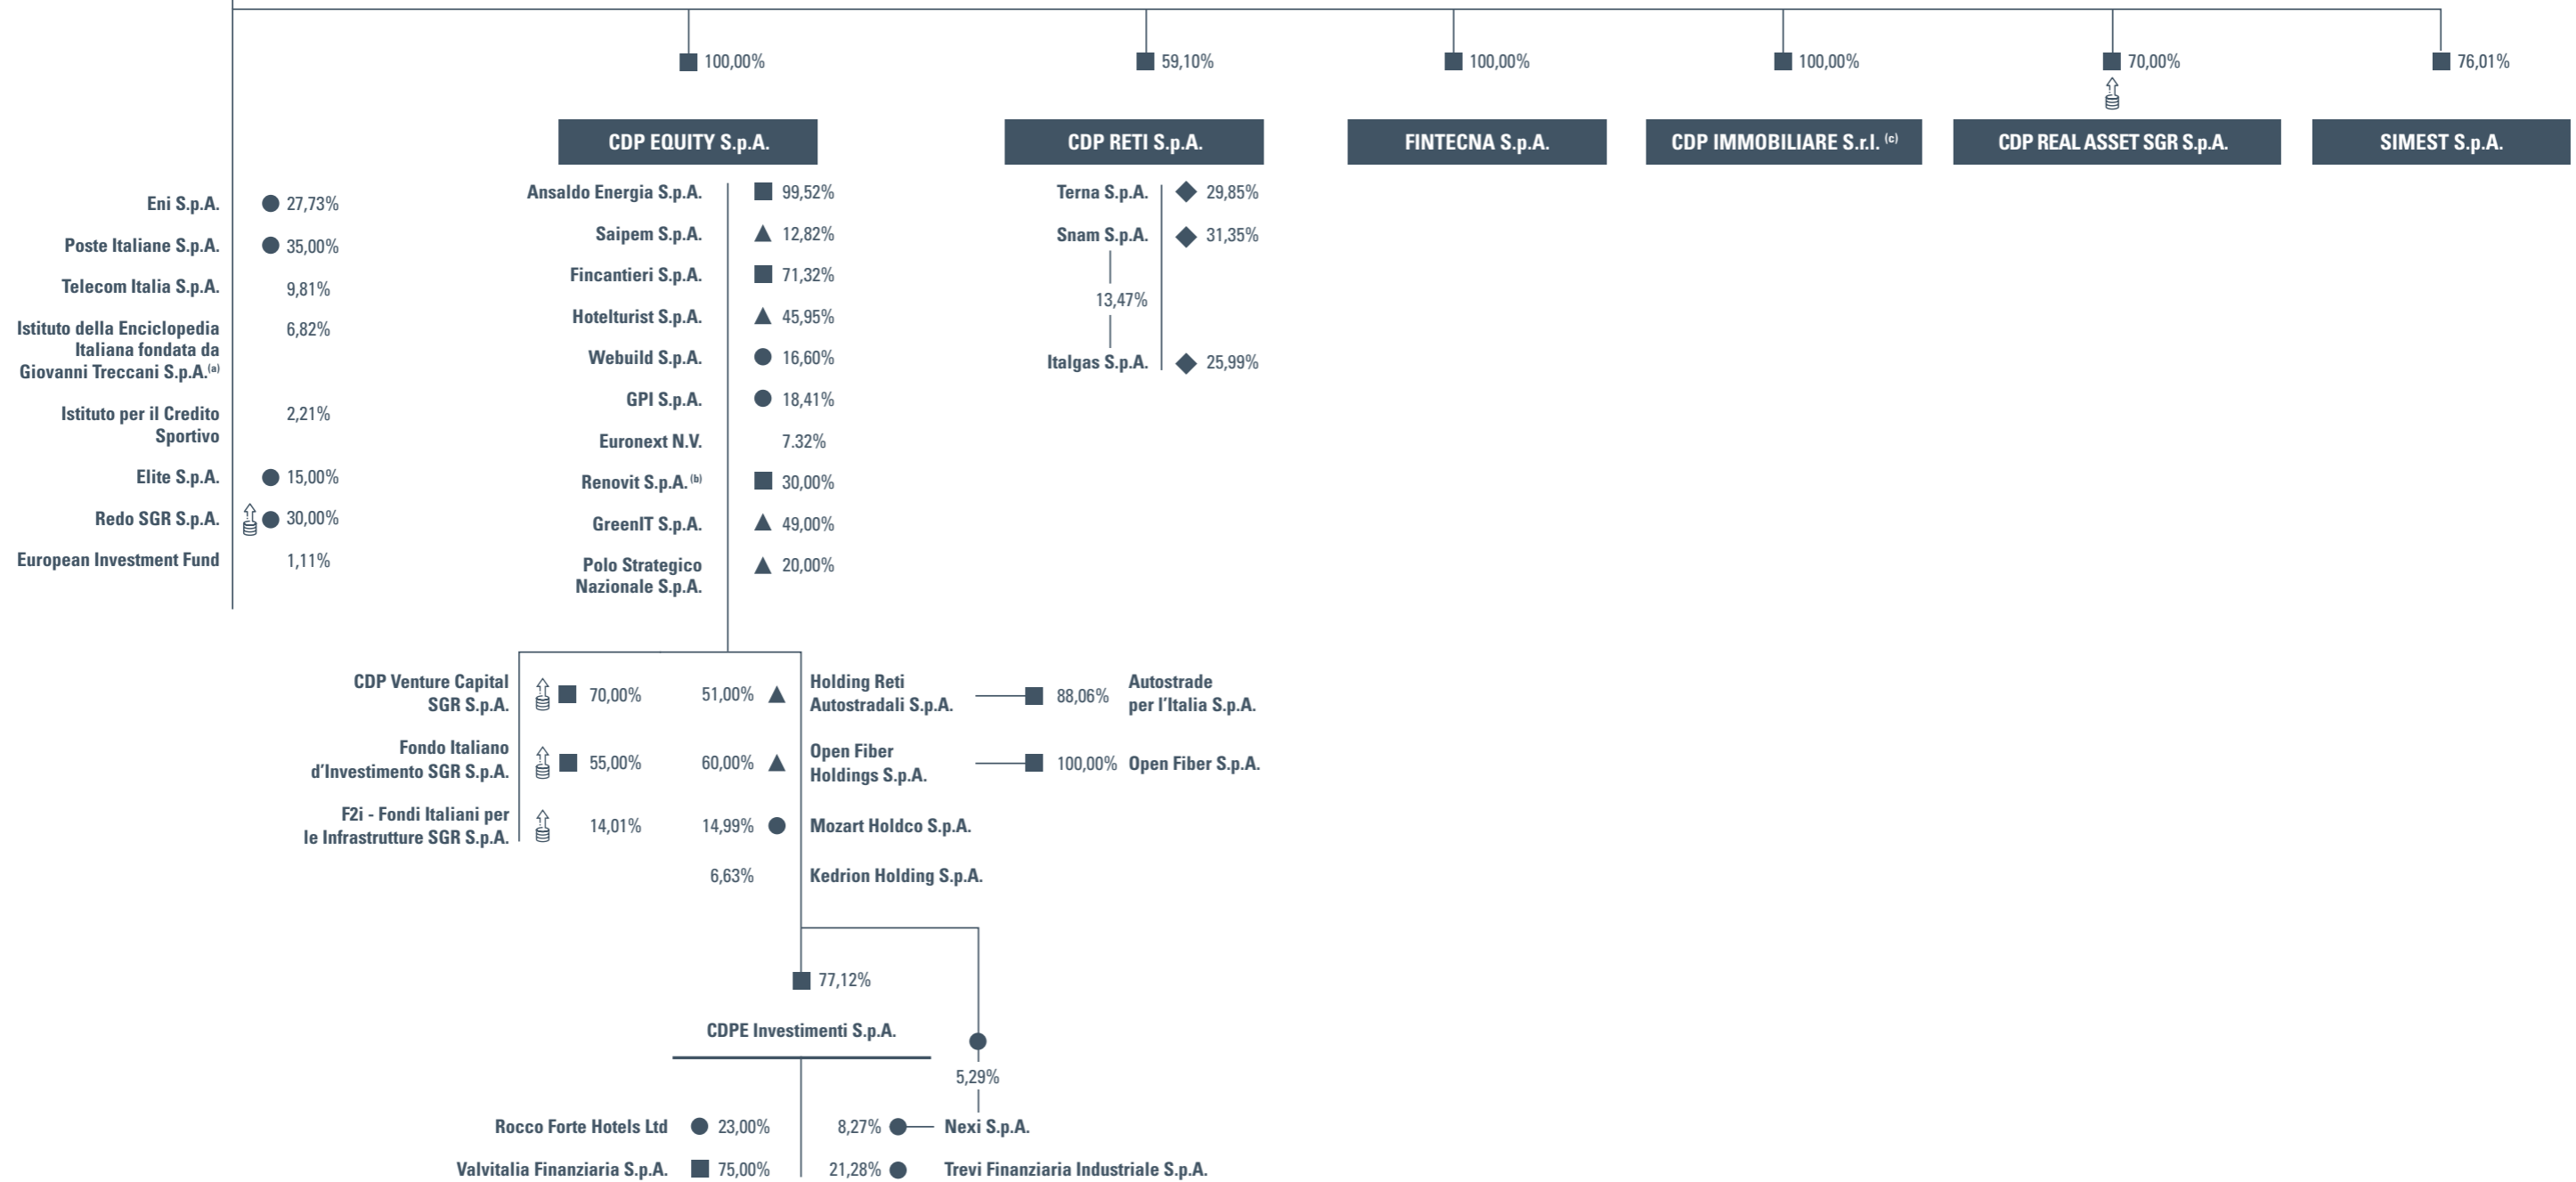 100,00%
59,10%
100,00%
100,00%
70,00%
76,01%
CDP EQUITY S.p.A.
CDP RETI S.p.A.
FINTECNA S.p.A.
CDP IMMOBILIARE S.r.l. (c)
CDP REAL ASSET SGR S.p.A.
SIMEST S.p.A.
Eni S.p.A. 27,73%
Poste Italiane S.p.A. 35,00%
Telecom Italia S.p.A. 9,81%
Istituto della Enciclopedia 6,82%
Italiana fondata da
Giovanni Treccani S.p.A.(a)
Istituto per il Credito 2,21%
Sportivo
Elite S.p.A. 15,00%
Redo SGR S.p.A. 30,00%
European Investment Fund 1,11%
Ansaldo Energia S.p.A. 99,52%
Saipem S.p.A. 12,82%
Fincantieri S.p.A. 71,32%
Hotelturist S.p.A. 45,95%
Webuild S.p.A. 16,60%
GPI S.p.A. 18,41%
Euronext N.V. 7.32%
Renovit S.p.A. (b) 30,00%
GreenIT S.p.A. 49,00%
Polo Strategico 20,00%
Nazionale S.p.A.
Terna S.p.A. 29,85%
Snam S.p.A. 31,35%
13,47%
Italgas S.p.A. 25,99%
CDP Venture Capital
SGR S.p.A. 70,00%
Fondo Italiano
d'Investimento SGR S.p.A. 55,00%
F2i - Fondi Italiani per
le Infrastrutture SGR S.p.A. 14,01%
51,00% Holding Reti
Autostradali S.p.A.
88,06% Autostrade
per l'Italia S.p.A.
60,00% Open Fiber
Holdings S.p.A.
100,00% Open Fiber S.p.A.
14,99% Mozart Holdco S.p.A.
6,63% Kedrion Holding S.p.A.
77,12%
CDPE Investimenti S.p.A.
5,29%
Rocco Forte Hotels Ltd 23,00%
8,27% Nexi S.p.A.
Valvitalia Finanziaria S.p.A. 75,00%
21,28% Trevi Finanziaria Industriale S.p.A.